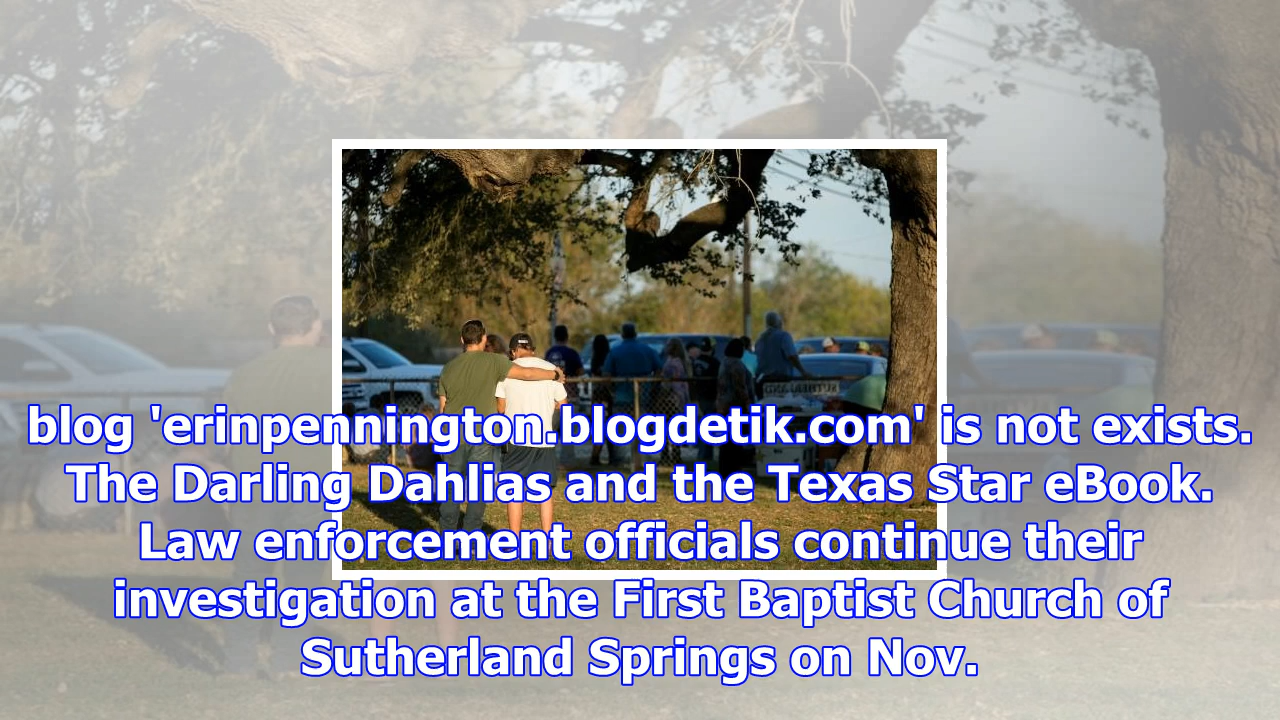 blog 'erinpennington.blogdetik.com' is not exists.
The Darling Dahlias and the Texas Star eBook.
Law enforcement officials continue their
investigation at the First Baptist Church of
Sutherland Springs on Nov.